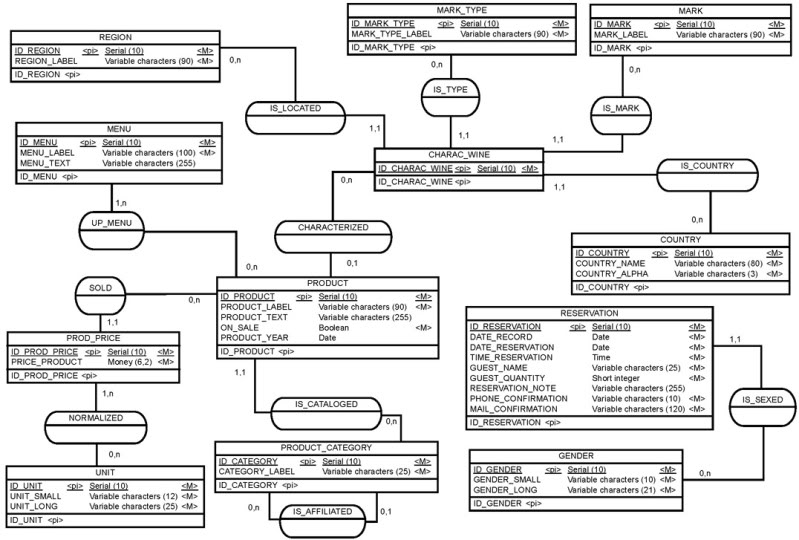 REGION
ID_REGION <pi> Serial (10) <M>
REGION_LABEL Variable characters (90) <M>
ID_REGION <pi>
0,n
IS_LOCATED
1,1
MARK_TYPE
ID_MARK_TYPE <pi> Serial (10) <M>
MARK_TYPE_LABEL Variable characters (90) <M>
ID_MARK_TYPE <pi>
0,n
IS_TYPE
1,1
MARK
ID_MARK <pi> Serial (10) <M>
MARK_LABEL Variable characters (90) <M>
ID_MARK <pi>
0,n
IS_MARK
1,1
MENU
ID_MENU <pi> Serial (10) <M>
MENU_LABEL Variable characters (100) <M>
MENU_TEXT Variable characters (255)
ID_MENU <pi>
1,n
UP_MENU
0,n
CHARAC_WINE
ID_CHARAC_WINE <pi> Serial (10) <M>
ID_CHARAC_WINE <pi>
0,n
1,1
IS_COUNTRY
0,n
CHARACTERIZED
0,1
COUNTRY
ID_COUNTRY <pi> Serial (10) <M>
COUNTRY_NAME Variable characters (80) <M>
COUNTRY_ALPHA Variable characters (3) <M>
ID_COUNTRY <pi>
SOLD
0,n
1,1
PRODUCT
ID_PRODUCT <pi> Serial (10) <M>
PRODUCT_LABEL Variable characters (90) <M>
PRODUCT_TEXT Variable characters (255)
ON_SALE Boolean <M>
PRODUCT_YEAR Date
ID_PRODUCT <pi>
1,1
PROD_PRICE
ID_PROD_PRICE <pi> Serial (10) <M>
PRICE_PRODUCT Money (6,2) <M>
ID_PROD_PRICE <pi>
1,n
NORMALIZED
0,n
RESERVATION
ID_RESERVATION <pi> Serial (10) <M>
DATE_RECORD Date <M>
DATE_RESERVATION Date <M>
TIME_RESERVATION Time <M>
GUEST_NAME Variable characters (25) <M>
GUEST_QUANTITY Short integer <M>
RESERVATION_NOTE Variable characters (255)
PHONE_CONFIRMATION Variable characters (10) <M>
MAIL_CONFIRMATION Variable characters (120) <M>
ID_RESERVATION <pi>
1,1
IS_SEXED
0,n
IS_CATALOGED
0,n
PRODUCT_CATEGORY
ID_CATEGORY <pi> Serial (10) <M>
CATEGORY_LABEL Variable characters (25) <M>
ID_CATEGORY <pi>
0,n
IS_AFFILIATED
0,1
UNIT
ID_UNIT <pi> Serial (10) <M>
UNIT_SMALL Variable characters (12) <M>
UNIT_LONG Variable characters (25) <M>
ID_UNIT <pi>
GENDER
ID_GENDER <pi> Serial (10) <M>
GENDER_SMALL Variable characters (10) <M>
GENDER_LONG Variable characters (21) <M>
ID_GENDER <pi>